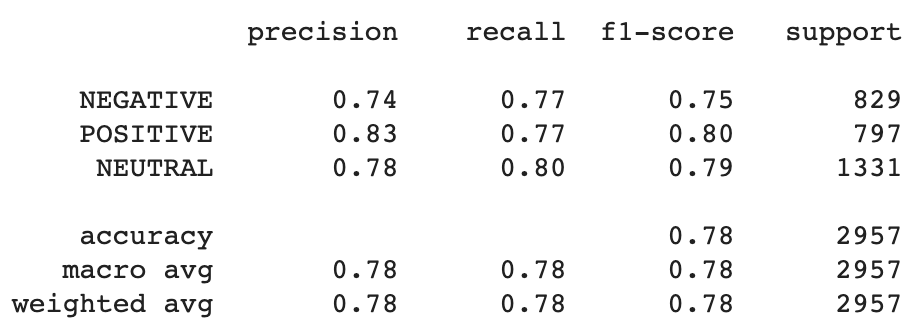 precision recall f1-score support
NEGATIVE 0.74 0.77 0.75 829
POSITIVE 0.83 0.77 0.80 797
NEUTRAL 0.78 0.80 0.79 1331
accuracy 0.78 2957
macro avg 0.78 0.78 0.78 2957
weighted avg 0.78 0.78 0.78 2957